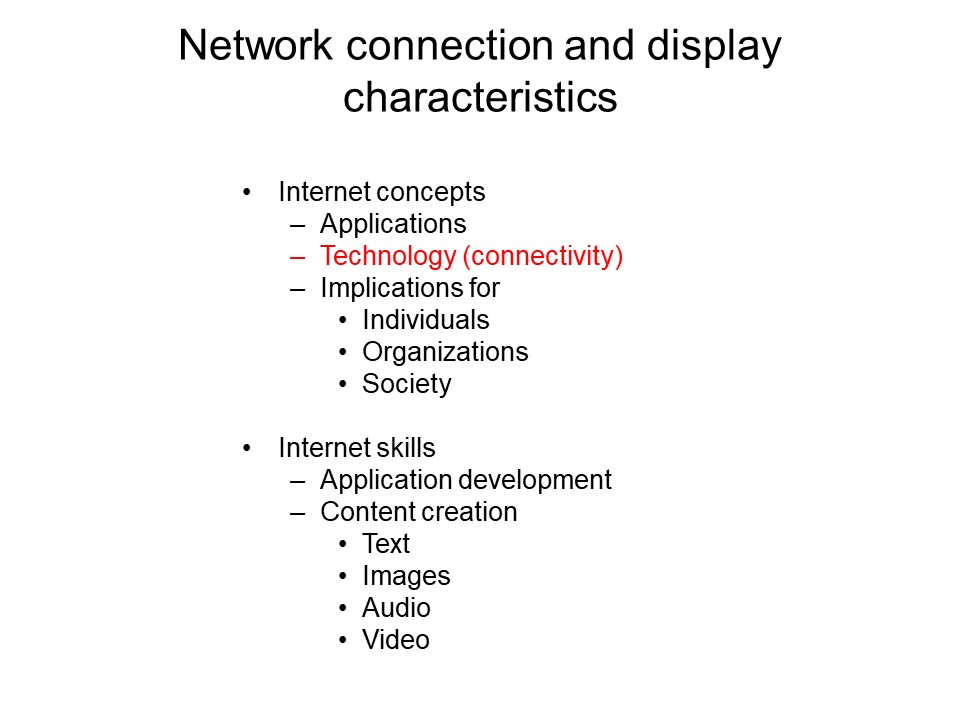 Network connection and display
characteristics
• Internet concepts
– Applications
– Technology (connectivity)
– Implications for
• Individuals
• Organizations
• Society
• Internet skills
– Application development
– Content creation
• Text
• Images
• Audio
• Video